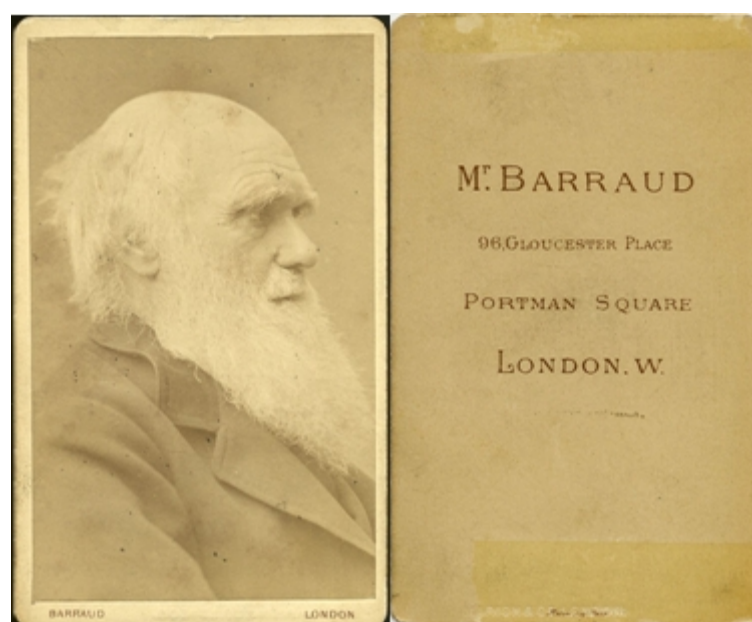 BARRAUD LONDON
Mr. BARRAUD
96, GLOUCESTER PLACE
PORTMAN SQUARE
LONDON. W.